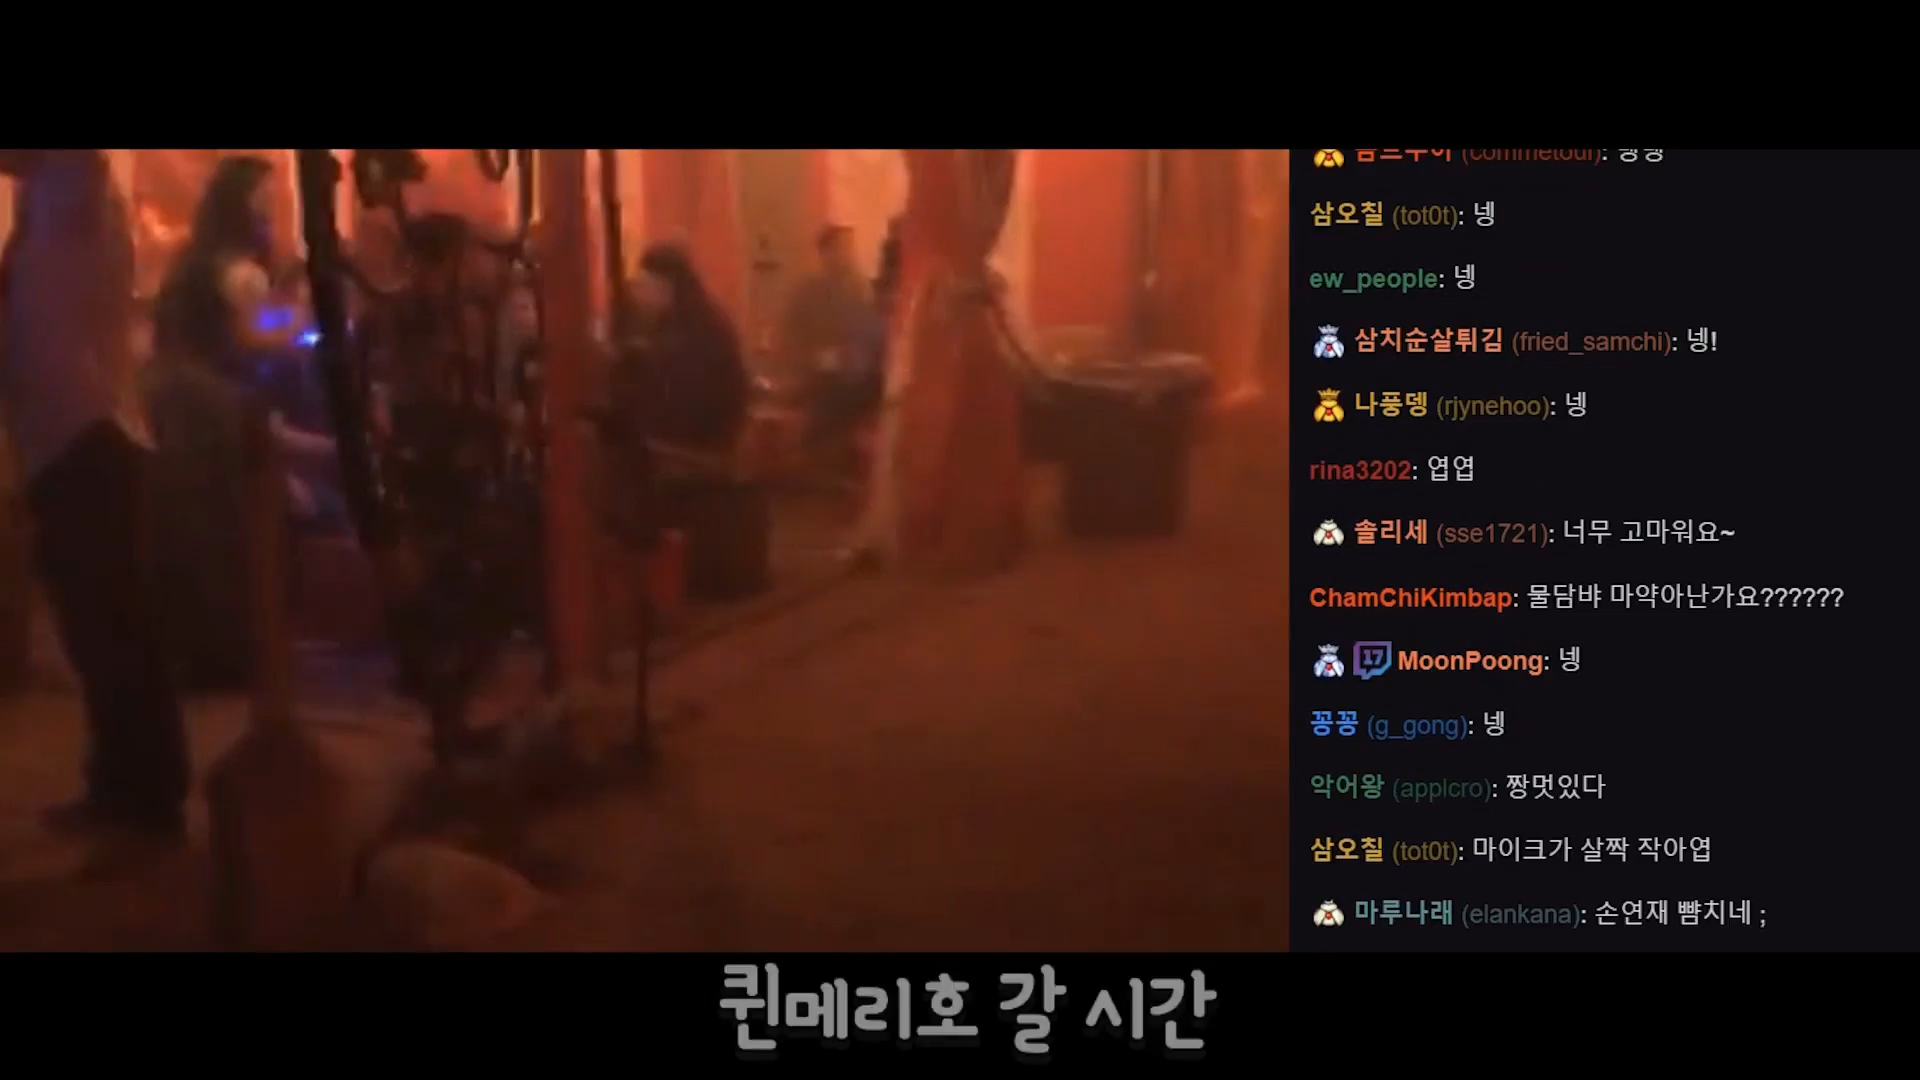 삼오칠 (tot0t): 넹
ew_people: 넹
삼치순살튀김 (fried_samchi): 넹!
나풍뎅 (rjynehoo): 넹
rina3202: 엽엽
솔리세 (sse1721): 너무 고마워요~
ChamChiKimbap: 물담뱌 마약아난가요??????
17 MoonPoong: 넹
꽁꽁 (g_gong): 넹
악어왕 (applcro): 짱멋있다
삼오칠 (tot0t): 마이크가 살짝 작아엽
마루나래 (elankana): 손연재 뺨치네 ;
퀸메리호 갈 시간